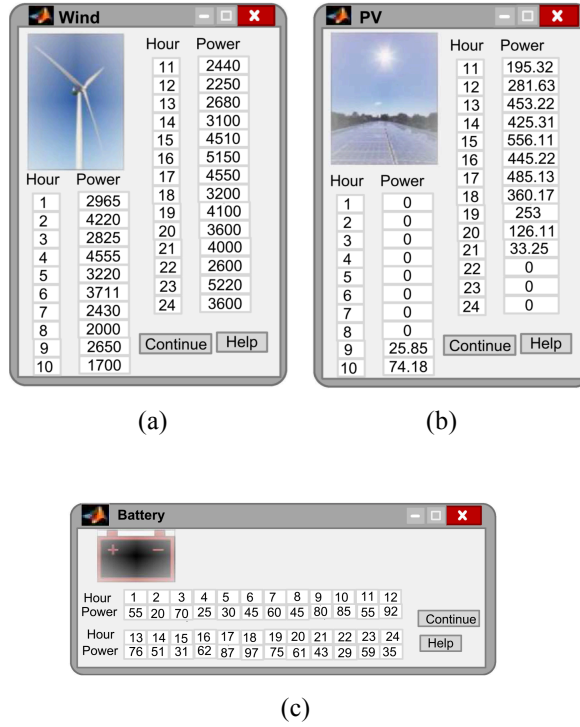 Wind
Hour Power
11 2440
12 2250
13 2680
14 3100
15 4510
16 5150
17 4550
18 3200
19 4100
20 3600
21 4000
22 2600
23 5220
24 3600
Hour Power
1 2965
2 4220
3 2825
4 4555
5 3220
6 3711
7 2430
8 2000
9 2650
10 1700
Continue Help
(a)
PV
Hour Power
11 195.32
12 281.63
13 453.22
14 425.31
15 556.11
16 445.22
17 485.13
18 360.17
19 253
20 126.11
21 33.25
22 0
23 0
24 0
Hour Power
1 0
2 0
3 0
4 0
5 0
6 0
7 0
8 0
9 25.85
10 74.18
Continue Help
(b)
Battery
Hour 1 2 3 4 5 6 7 8 9 10 11 12
Power 55 20 70 25 30 45 60 45 80 85 55 92
Hour 13 14 15 16 17 18 19 20 21 22 23 24
Power 76 51 31 62 87 97 75 61 43 29 59 35
Continue
Help
(c)